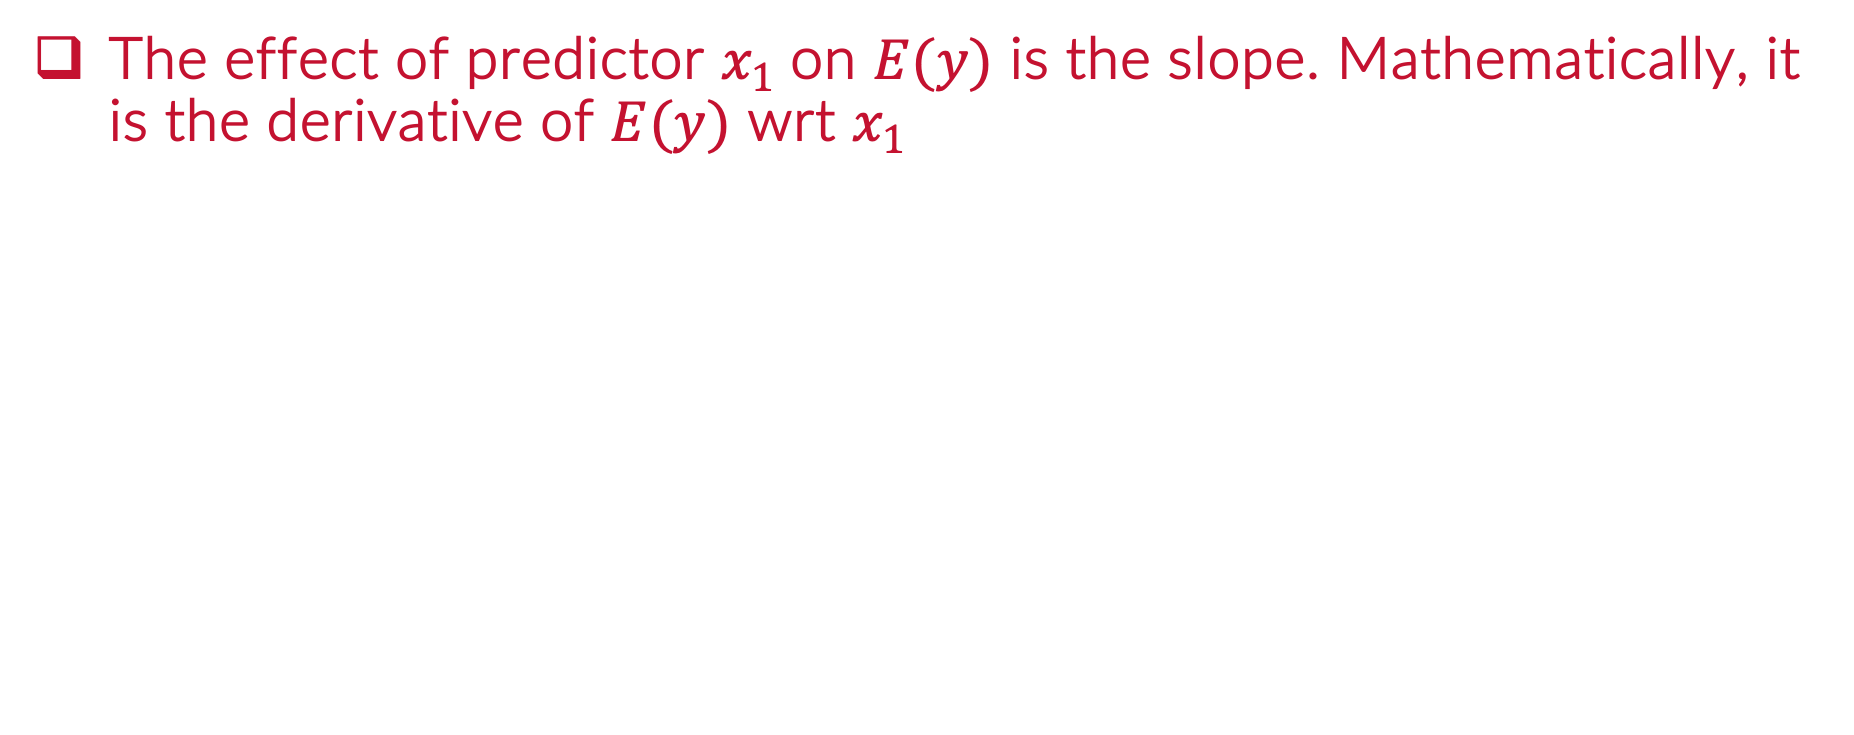 ❑ The effect of predictor x₁ on E(y) is the slope. Mathematically, it
is the derivative of E(y) wrt x₁